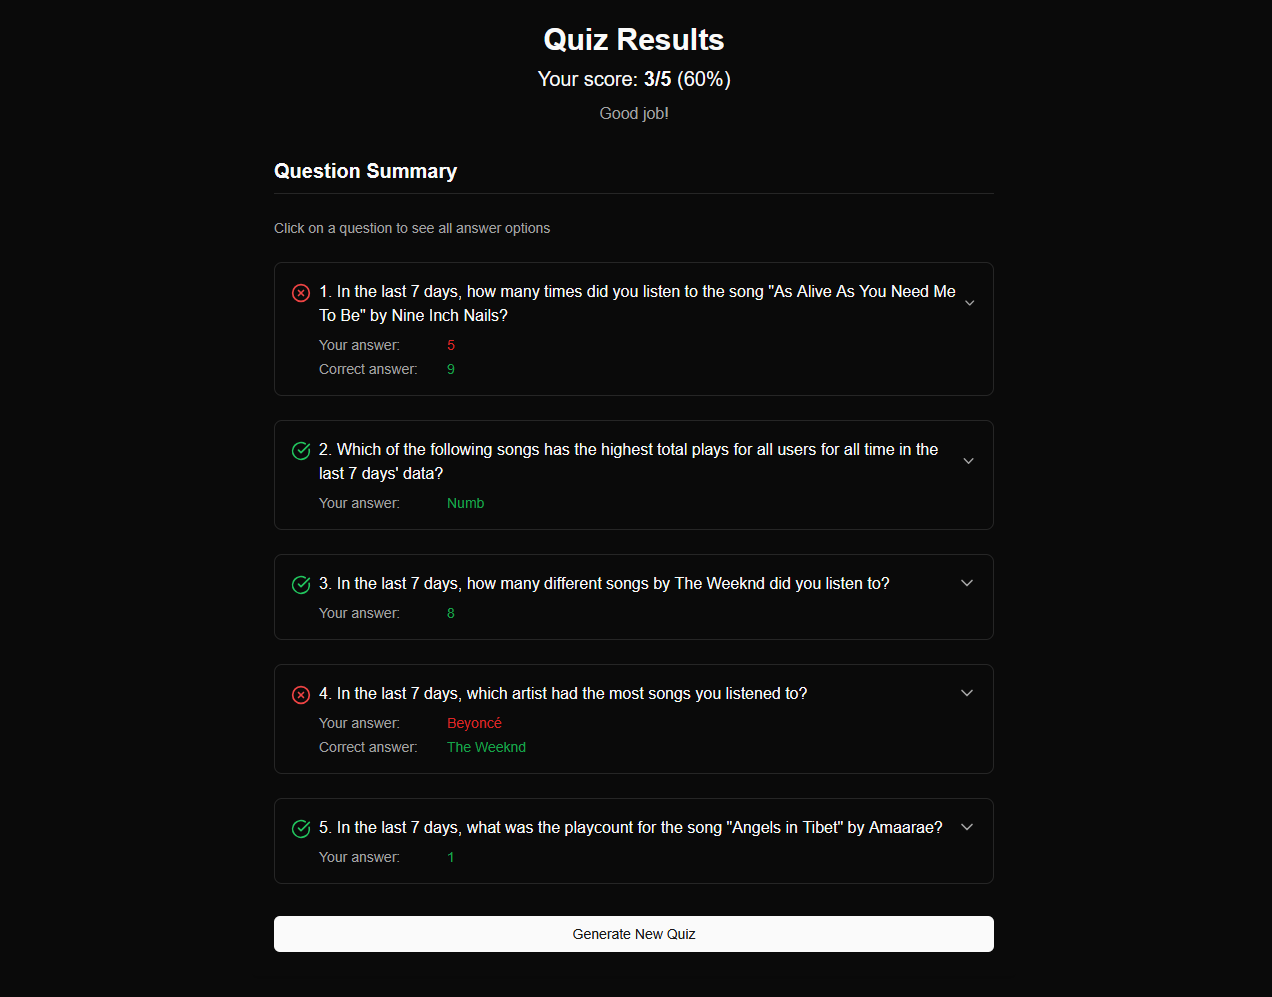 Quiz Results
Your score: 3/5 (60%)
Good job!
Question Summary
Click on a question to see all answer options
1. In the last 7 days, how many times did you listen to the song "As Alive As You Need Me
To Be" by Nine Inch Nails?
Your answer: 5
Correct answer: 9
2. Which of the following songs has the highest total plays for all users for all time in the
last 7 days' data?
Your answer: Numb
3. In the last 7 days, how many different songs by The Weeknd did you listen to?
Your answer: 8
4. In the last 7 days, which artist had the most songs you listened to?
Your answer: Beyoncé
Correct answer: The Weeknd
5. In the last 7 days, what was the playcount for the song "Angels in Tibet" by Amaarae?
Your answer: 1
Generate New Quiz